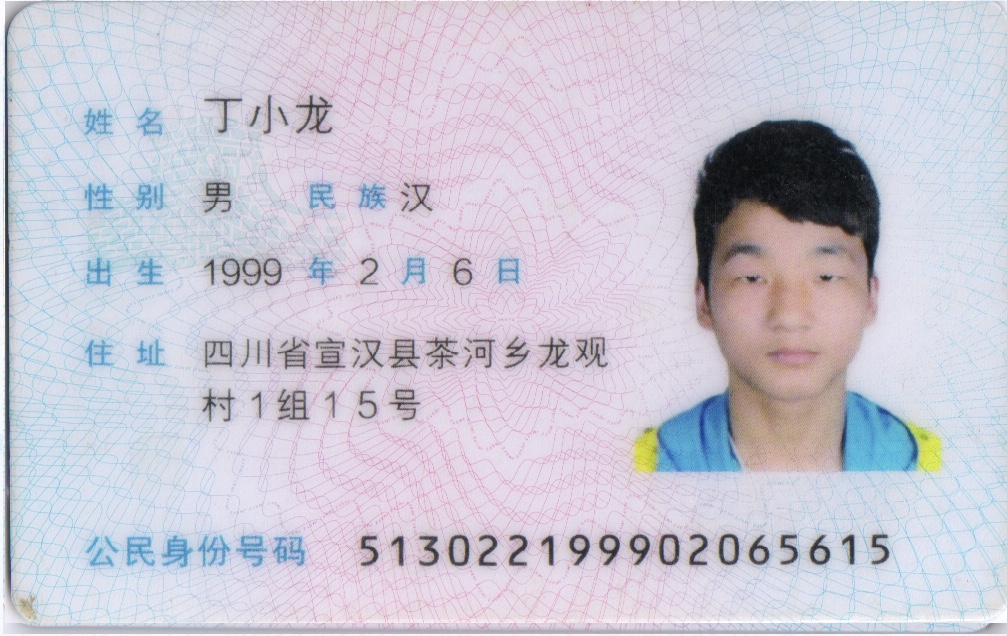 姓名 丁小龙
性别 男 民族 汉
出生 1999 年 2 月 6 日
住址 四川省宣汉县茶河乡龙观
村1组15号
公民身份号码 513022199902065615